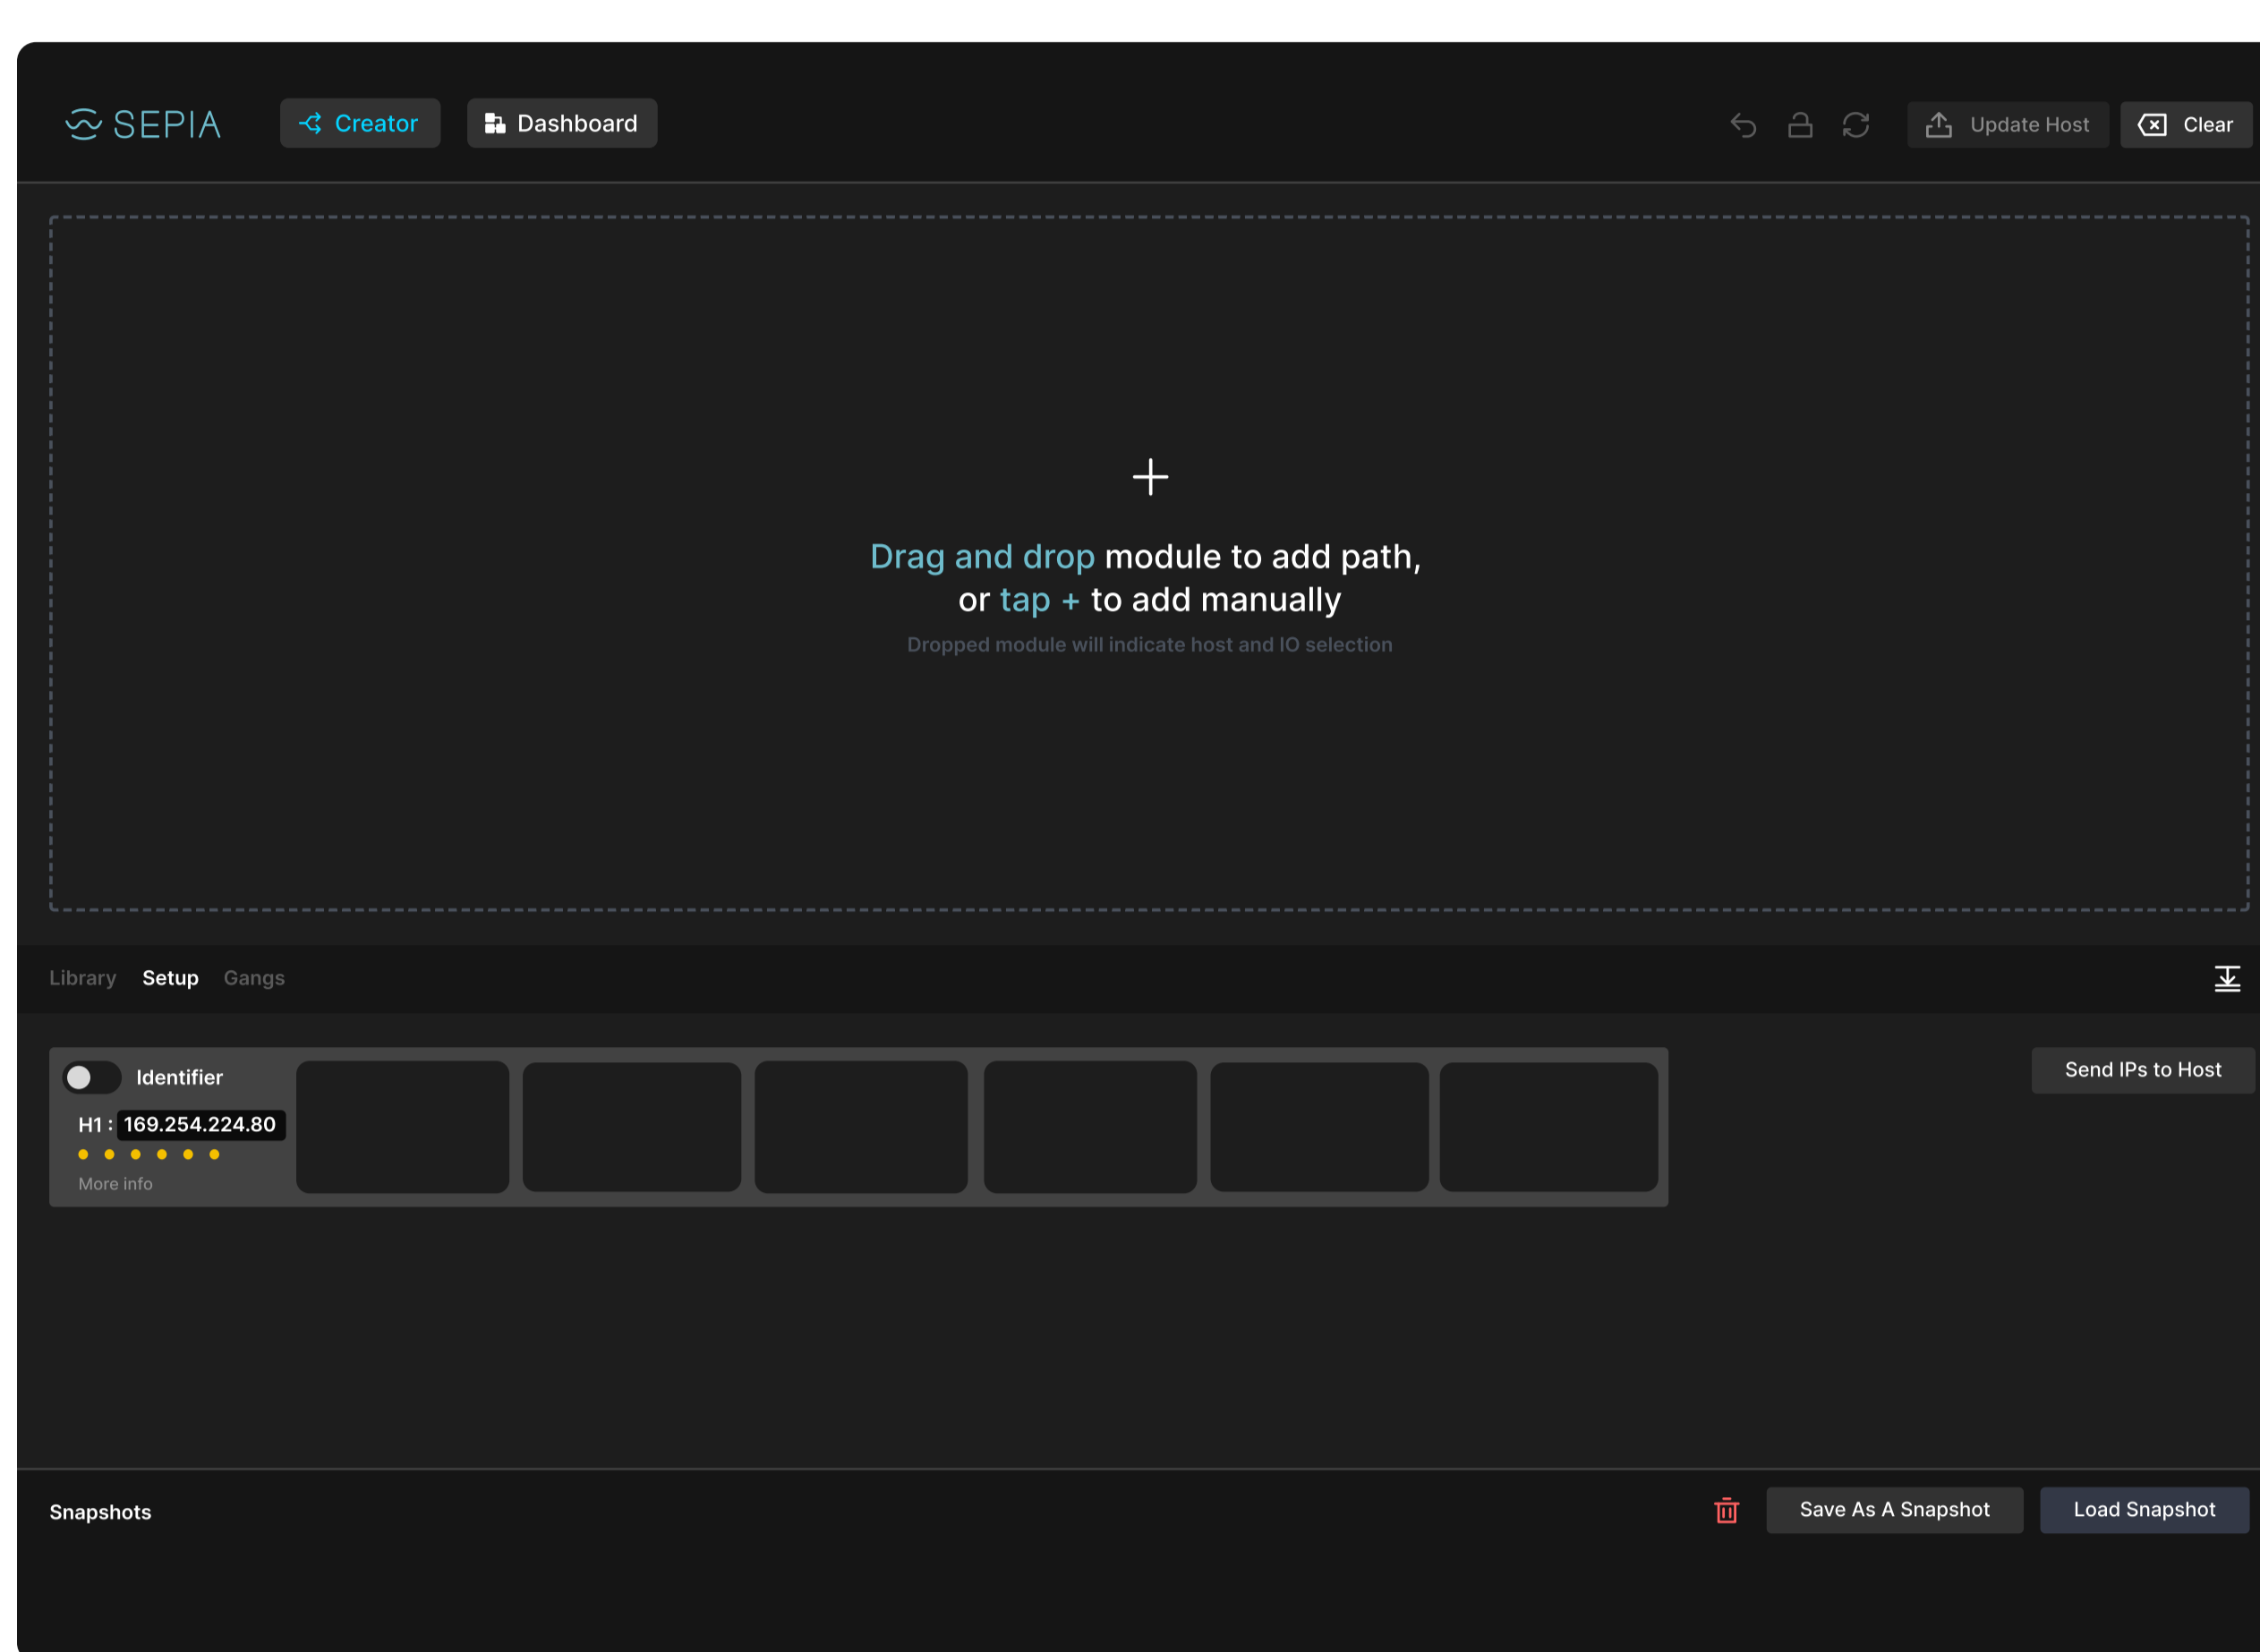 SEPIA
Creator
Dashboard
Update Host
Clear
Drag and drop module to add path,
or tap + to add manually
Dropped module will indicate host and IO selection
Library
Setup
Gangs
Identifier
Send IPs to Host
H1 : 169.254.224.80
More info
Snapshots
Save As A Snapshot
Load Snapshot